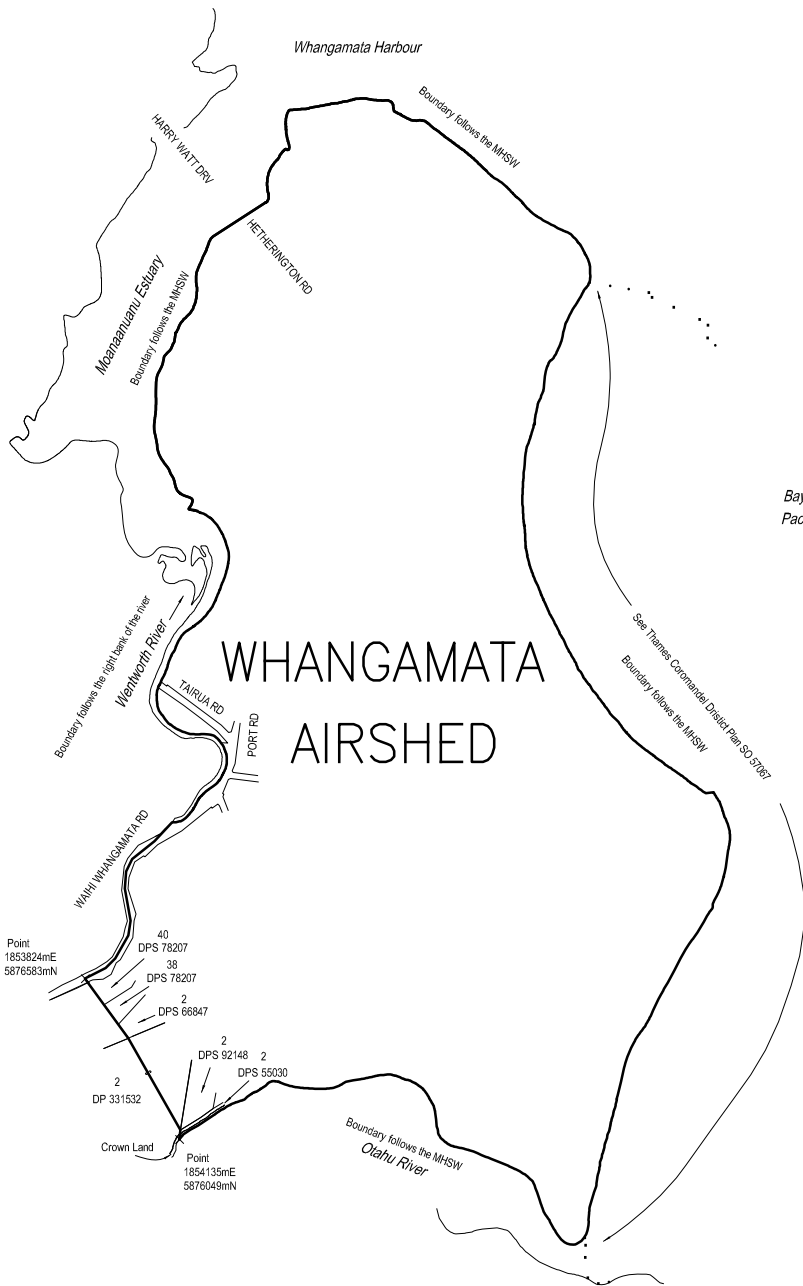 Whangamata Harbour
Boundary follows the MHSW
HARRY WATT DRV
HETHERINGTON RD
Moanaanuanu Estuary
Boundary follows the MHSW
Bay
Pac
Boundary follows the right bank of the river
Wentworth River
WHANGAMATA
AIRSHED
TAIRUA RD
PORT RD
See Thames Coromandel Dristict Plan SO 57067
Boundary follows the MHSW
WAIHI WHANGAMATA RD
Point
1853824mE
5876583mN
40
DPS 78207
38
DPS 78207
2
DPS 66847
2
DPS 92148
2
DPS 55030
2
DP 331532
Crown Land
Point
1854135mE
5876049mN
Boundary follows the MHSW
Otahu River